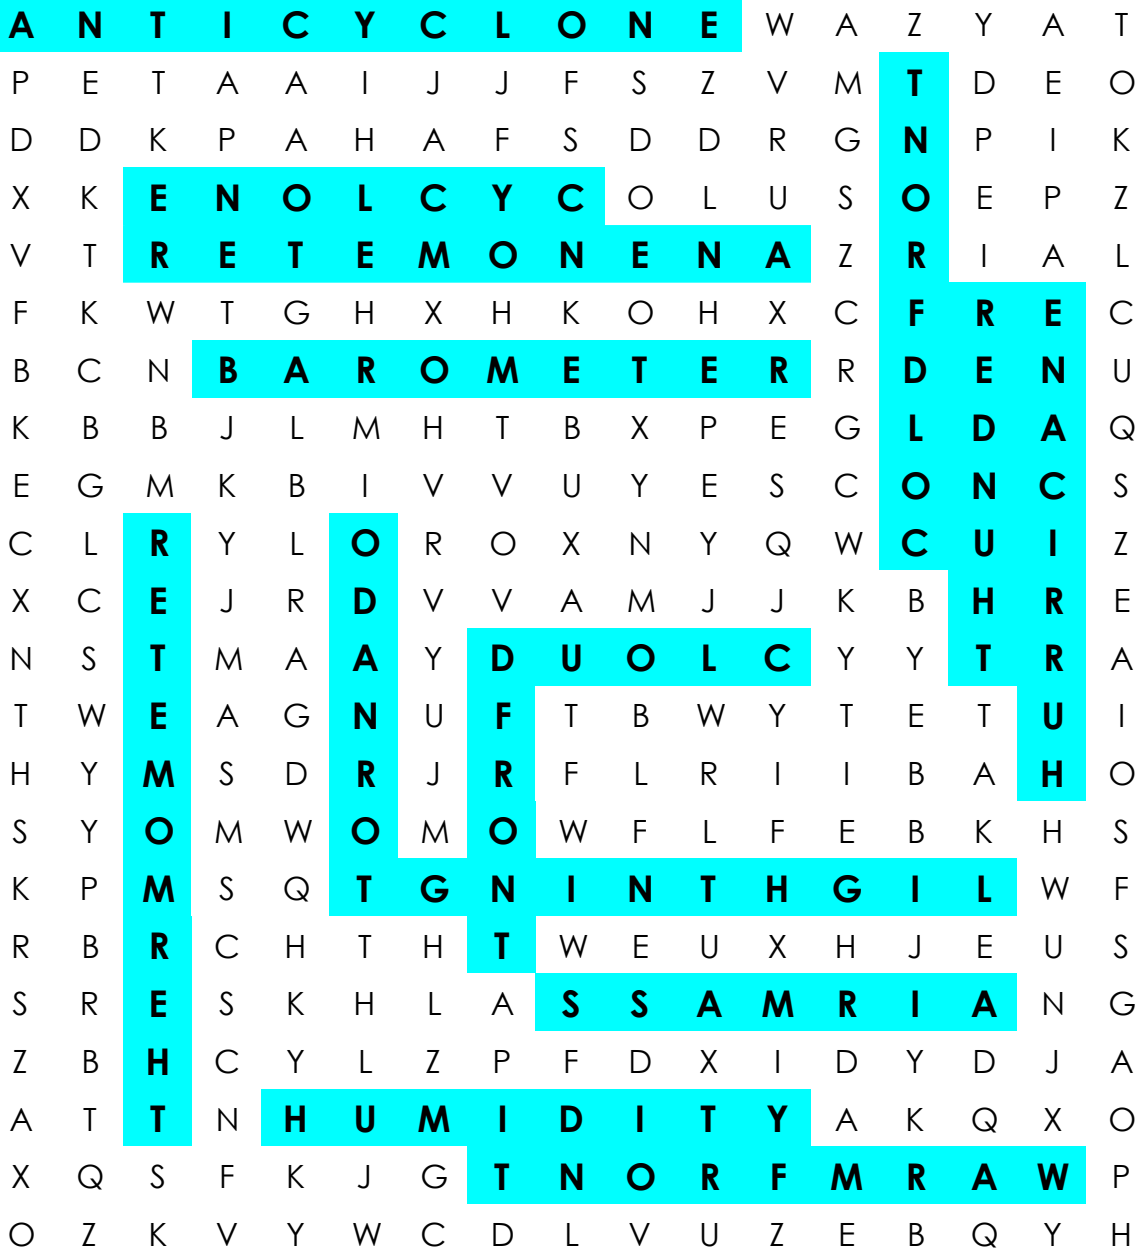 A N T I C Y C L O N E W A Z Y A T
P E T A A I J J F S Z V M T D E O
D D K P A H A F S D D R G N P I K
X K E N O L C Y C O L U S O E P Z
V T R E T E M O N E N A Z R I A L
F K W T G H X H K O H X C F R E C
B C N B A R O M E T E R R D E N U
K B B J L M H T B X P E G L D A Q
E G M K B I V V U Y E S C O N C S
C L R Y L O R O X N Y Q W C U I Z
X C E J R D V V A M J J K B H R E
N S T M A A Y D U O L C Y Y T R A
T W E A G N U F T B W Y T E T U I
H Y M S D R J R F L R I I B A H O
S Y O M W O M O W F L F E B K H S
K P M S Q T G N I N T H G I L W F
R B R C H T H T W E U X H J E U S
S R E S K H L A S S A M R I A N G
Z B H C Y L Z P F D X I D Y D J A
A T T N H U M I D I T Y A K Q X O
X Q S F K J G T N O R F M R A W P
O Z K V Y W C D L V U Z E B Q Y H